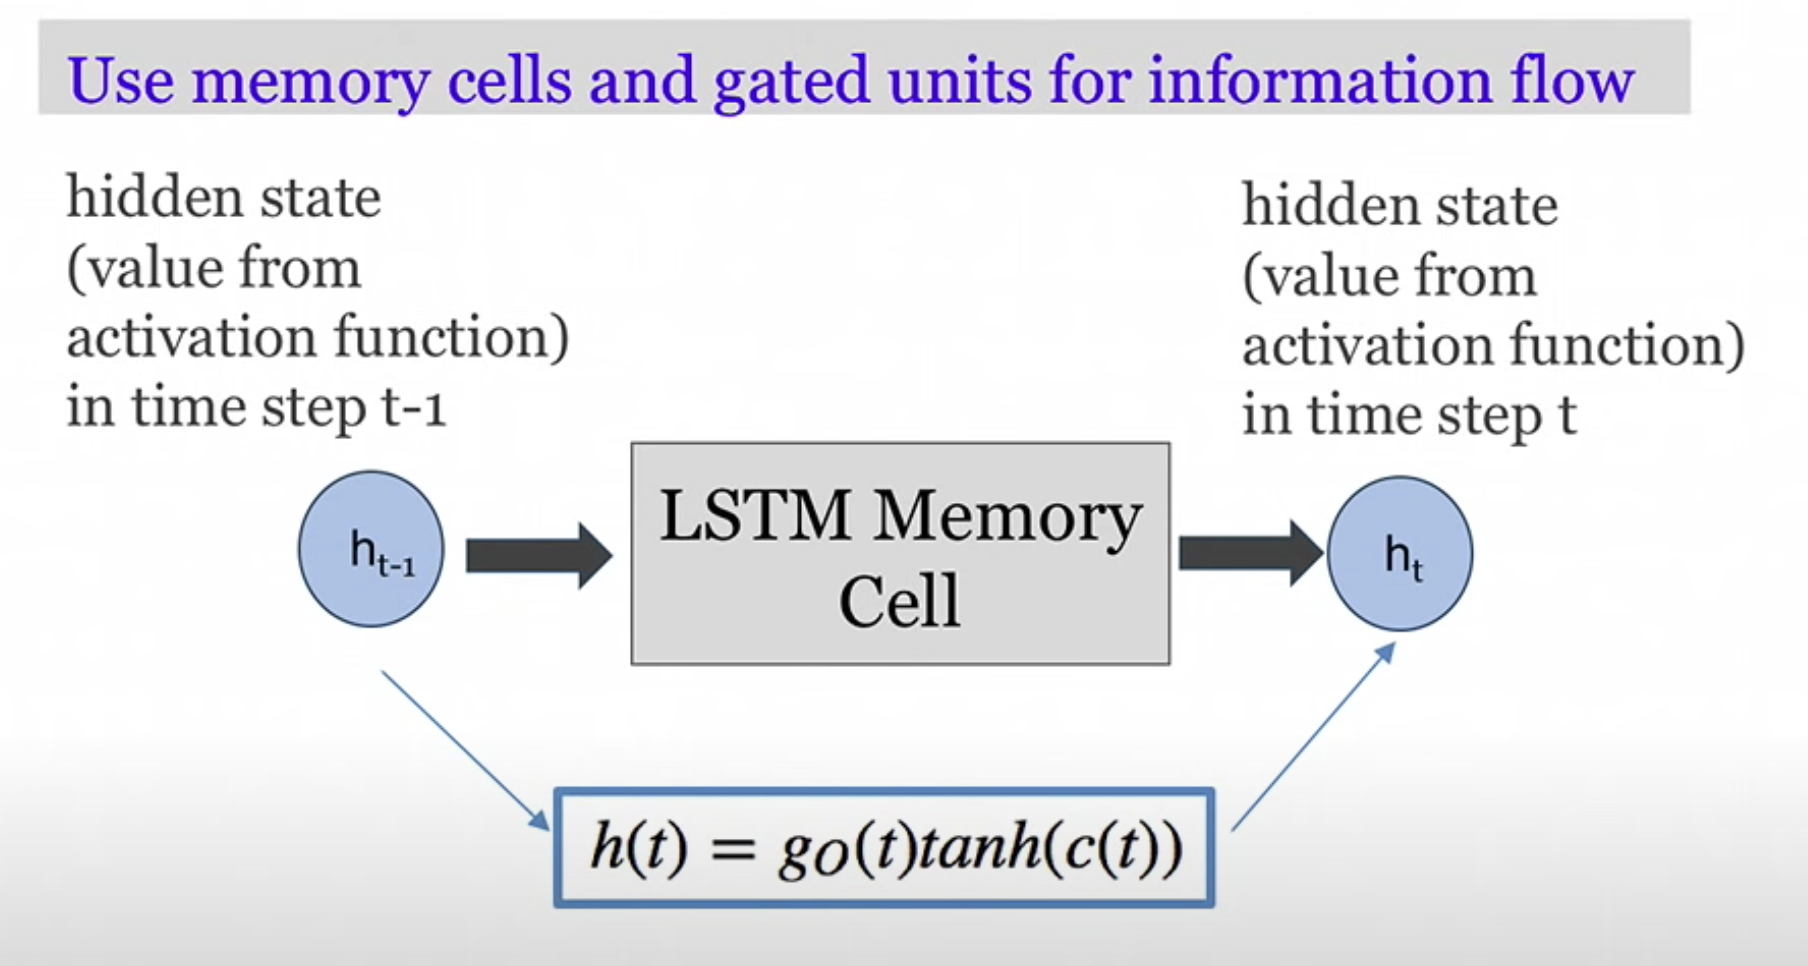 Use memory cells and gated units for information flow
hidden state
(value from
activation function)
in time step t-1
hidden state
(value from
activation function)
in time step t
LSTM Memory
Cell
hₜ₋₁
hₜ
h(t) = g_O(t)tanh(c(t))